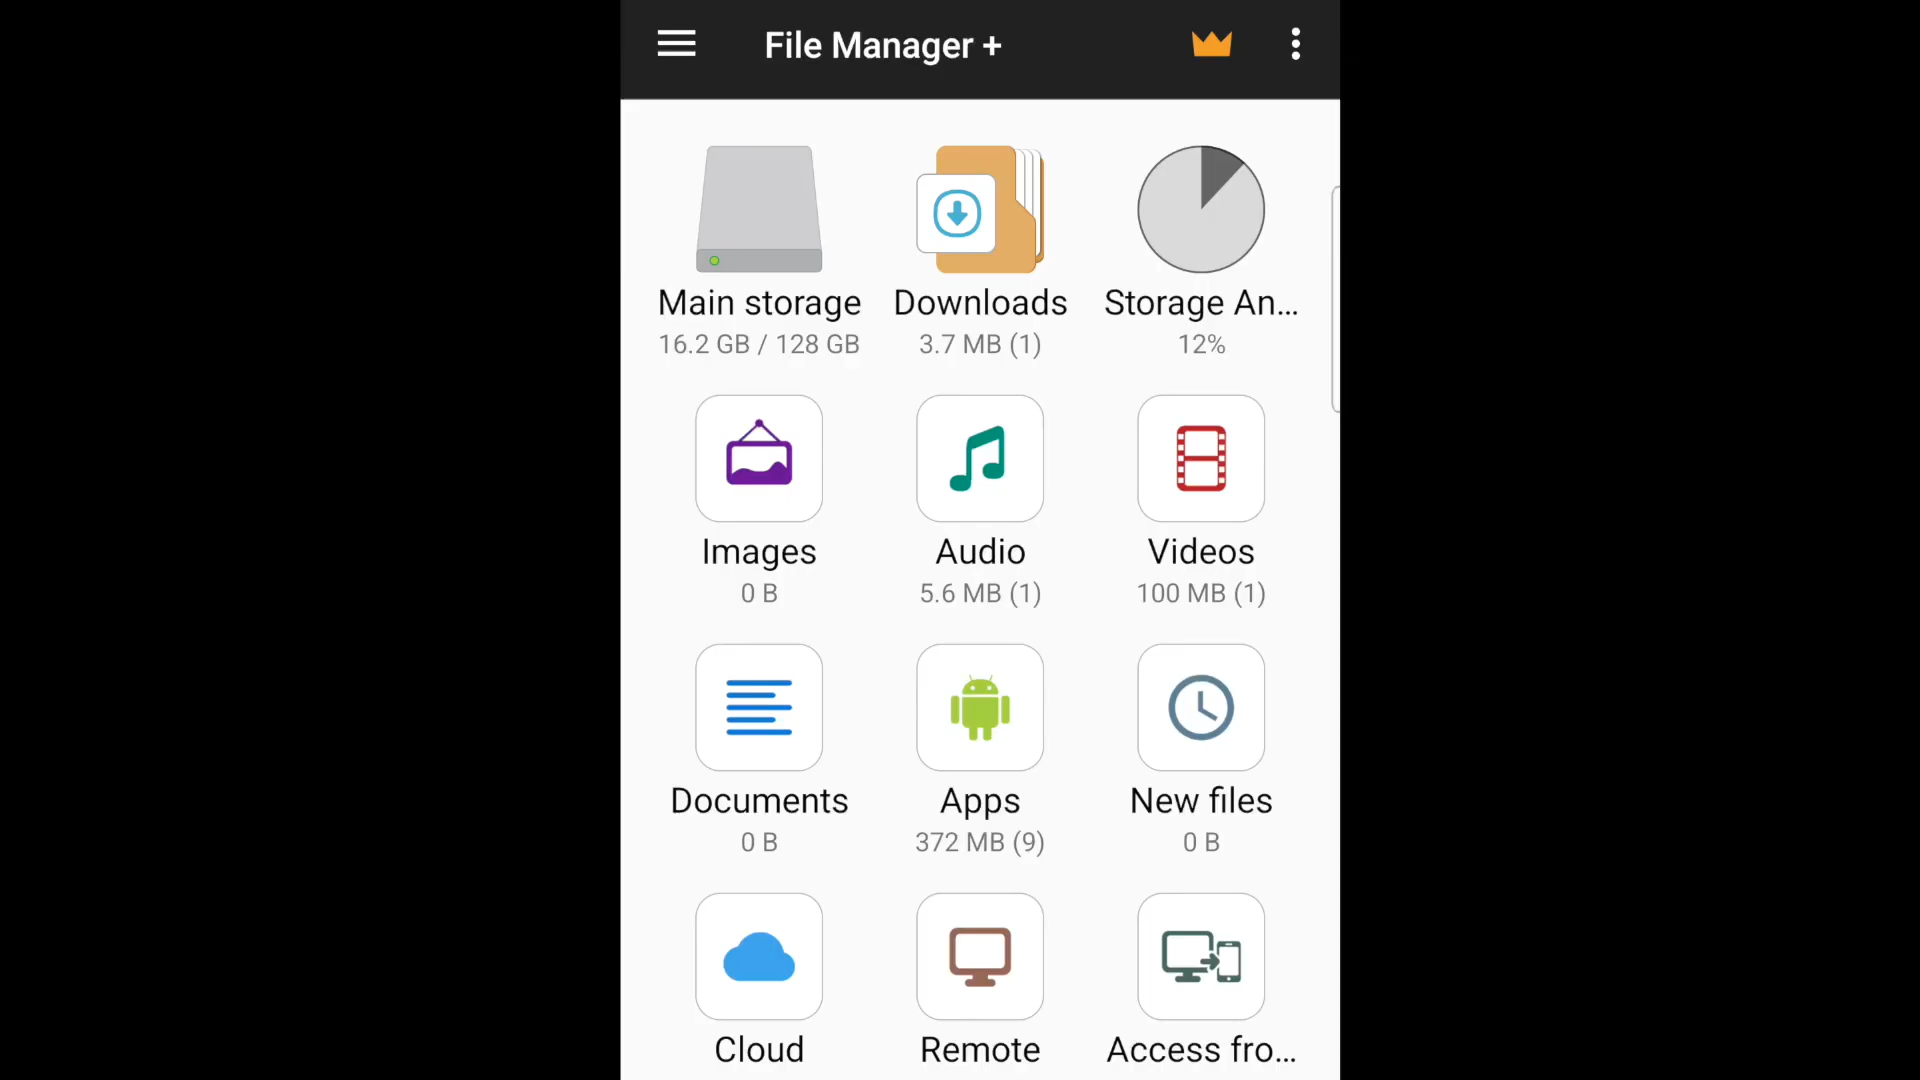 File Manager +
Main storage
16.2 GB / 128 GB
Downloads
3.7 MB (1)
Storage An...
12%
Images
0 B
Audio
5.6 MB (1)
Videos
100 MB (1)
Documents
0 B
Apps
372 MB (9)
New files
0 B
Cloud
Remote
Access fro...